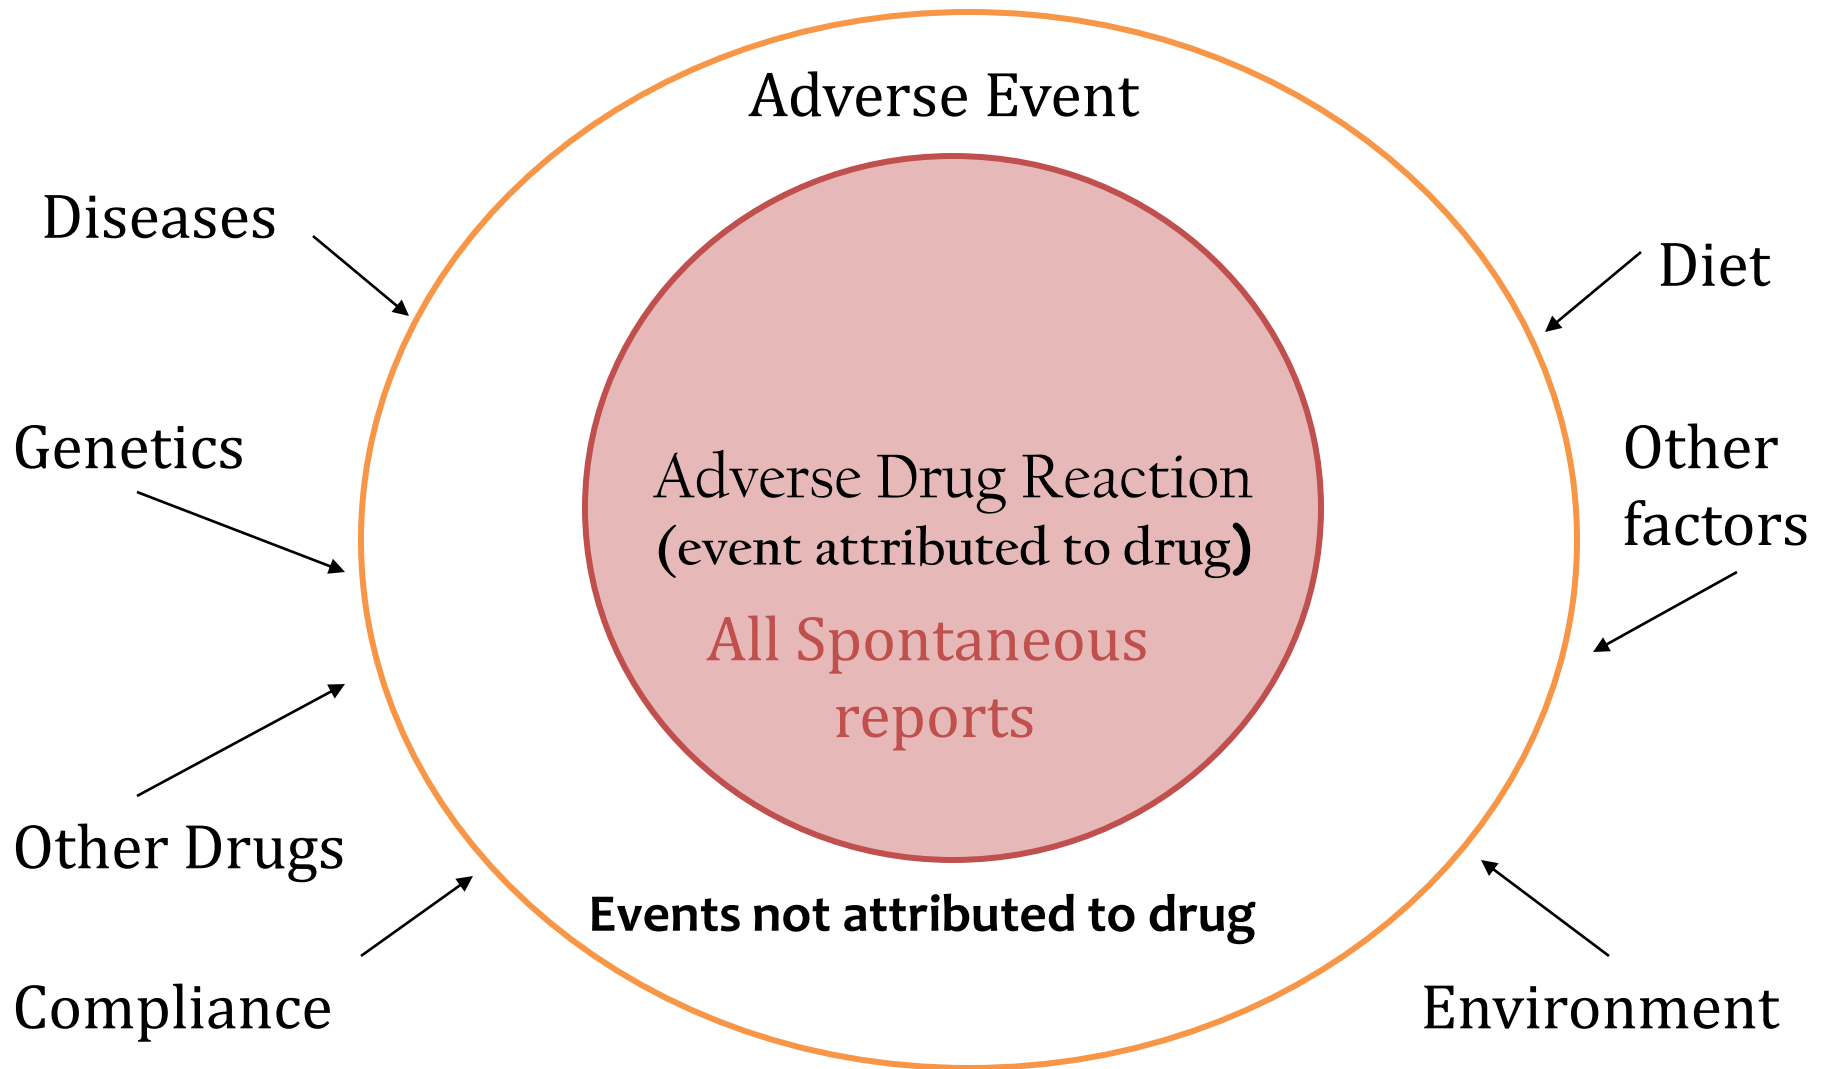 Adverse Event
Diseases
Diet
Genetics
Other
factors
Adverse Drug Reaction
(event attributed to drug)
All Spontaneous
reports
Other Drugs
Events not attributed to drug
Compliance
Environment